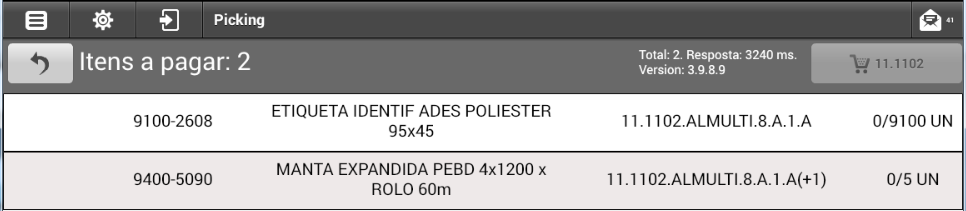 Picking
41
Itens a pagar: 2
Total: 2. Resposta: 3240 ms.
Version: 3.9.8.9
11.1102
9100-2608 ETIQUETA IDENTIF ADES POLIESTER 95x45 11.1102.ALMULTI.8.A.1.A 0/9100 UN
9400-5090 MANTA EXPANDIDA PEBD 4x1200 x ROLO 60m 11.1102.ALMULTI.8.A.1.A(+1) 0/5 UN